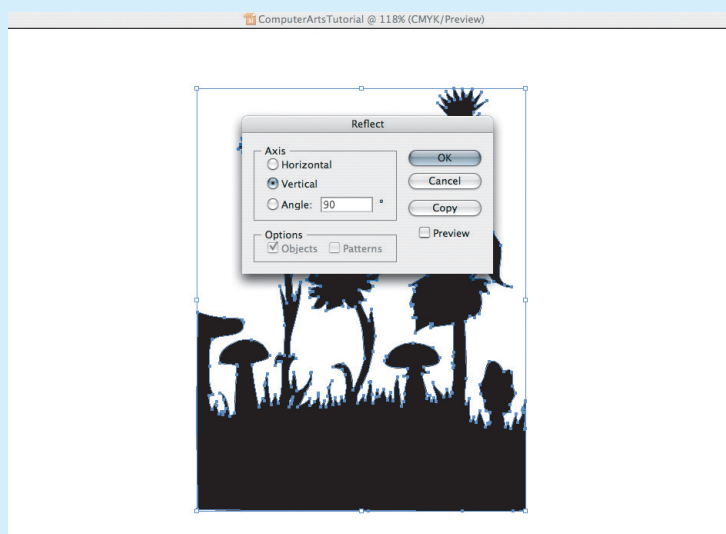 ComputerArtsTutorial @ 118% (CMYK/Preview)
Reflect
Axis
Horizontal
Vertical
Angle: 90 °
Options
Objects Patterns
OK
Cancel
Copy
Preview